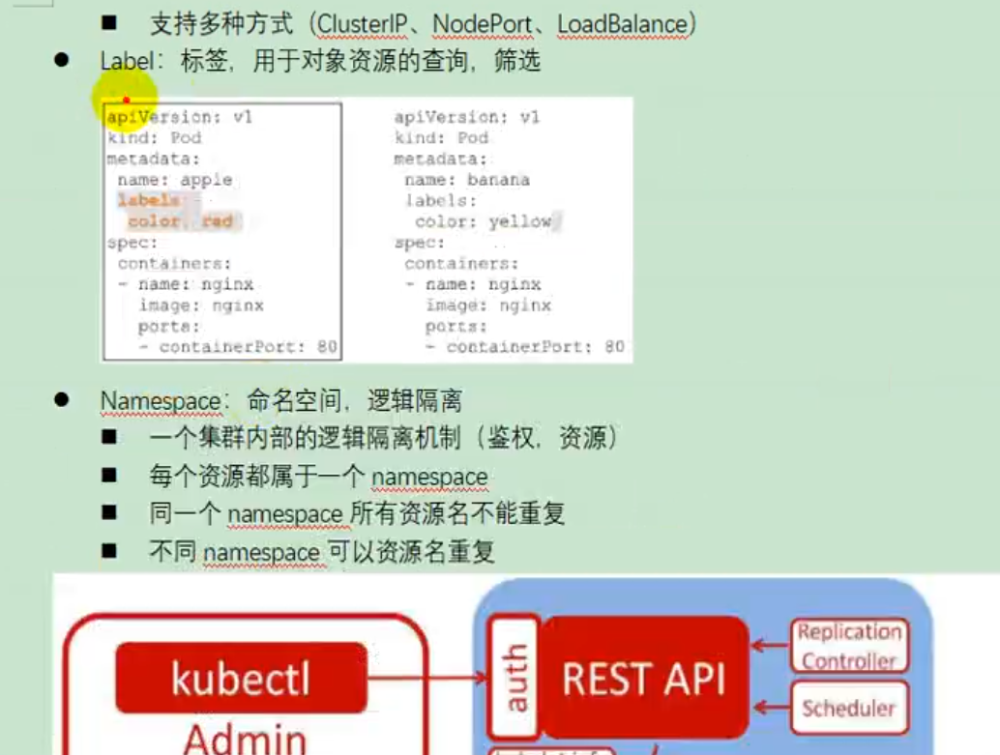 ■ 支持多种方式（ClusterIP、NodePort、LoadBalance）
● Label：标签，用于对象资源的查询，筛选
apiVersion: v1
kind: Pod
metadata:
name: apple
labels:
color: red
spec:
containers:
- name: nginx
image: nginx
ports:
- containerPort: 80
apiVersion: v1
kind: Pod
metadata:
name: banana
labels:
color: yellow
spec:
containers:
- name: nginx
image: nginx
ports:
- containerPort: 80
● Namespace：命名空间，逻辑隔离
■ 一个集群内部的逻辑隔离机制（鉴权，资源）
■ 每个资源都属于一个 namespace
■ 同一个 namespace 所有资源名不能重复
■ 不同 namespace 可以资源名重复
kubectl
Admin
auth
REST API
Replication
Controller
Scheduler